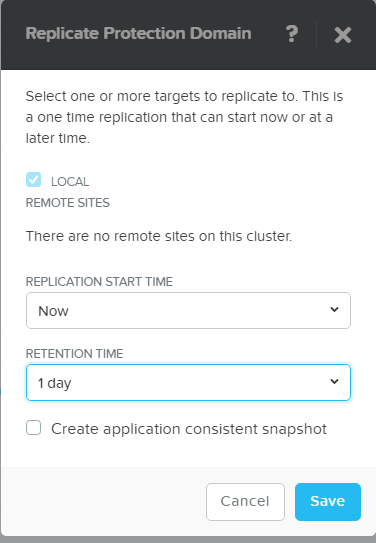 Replicate Protection Domain ?
Select one or more targets to replicate to. This is
a one time replication that can start now or at a
later time.
LOCAL
REMOTE SITES
There are no remote sites on this cluster.
REPLICATION START TIME
Now
RETENTION TIME
1 day
Create application consistent snapshot
Cancel Save